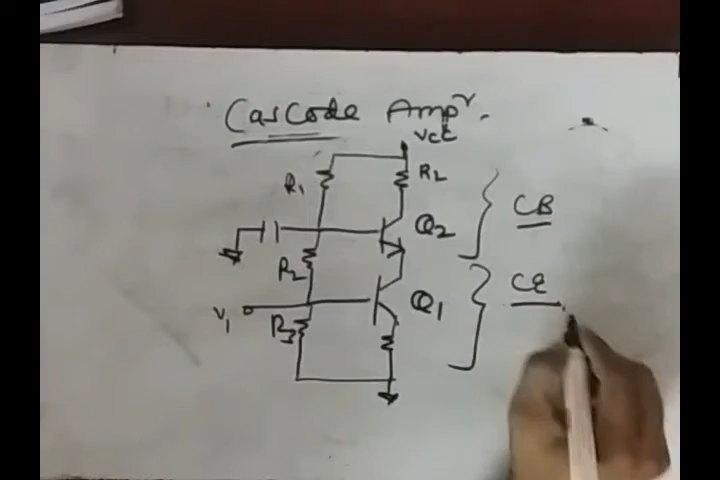 Cascode Ampr.
Vcc
R1
RL
Q2
CB
R2
CE
V1
R3
Q1